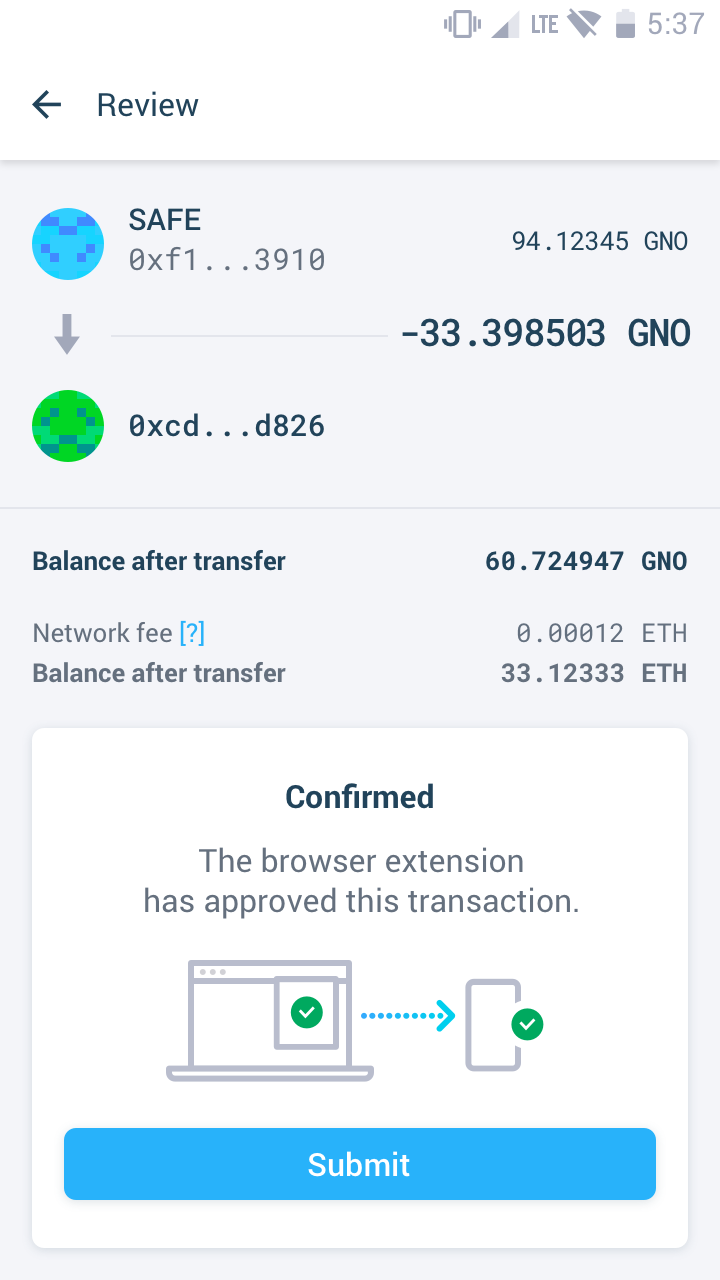 LTE 5:37
Review
SAFE
0xf1...3910
94.12345 GNO
-33.398503 GNO
0xcd...d826
Balance after transfer 60.724947 GNO
Network fee [?] 0.00012 ETH
Balance after transfer 33.12333 ETH
Confirmed
The browser extension
has approved this transaction.
Submit